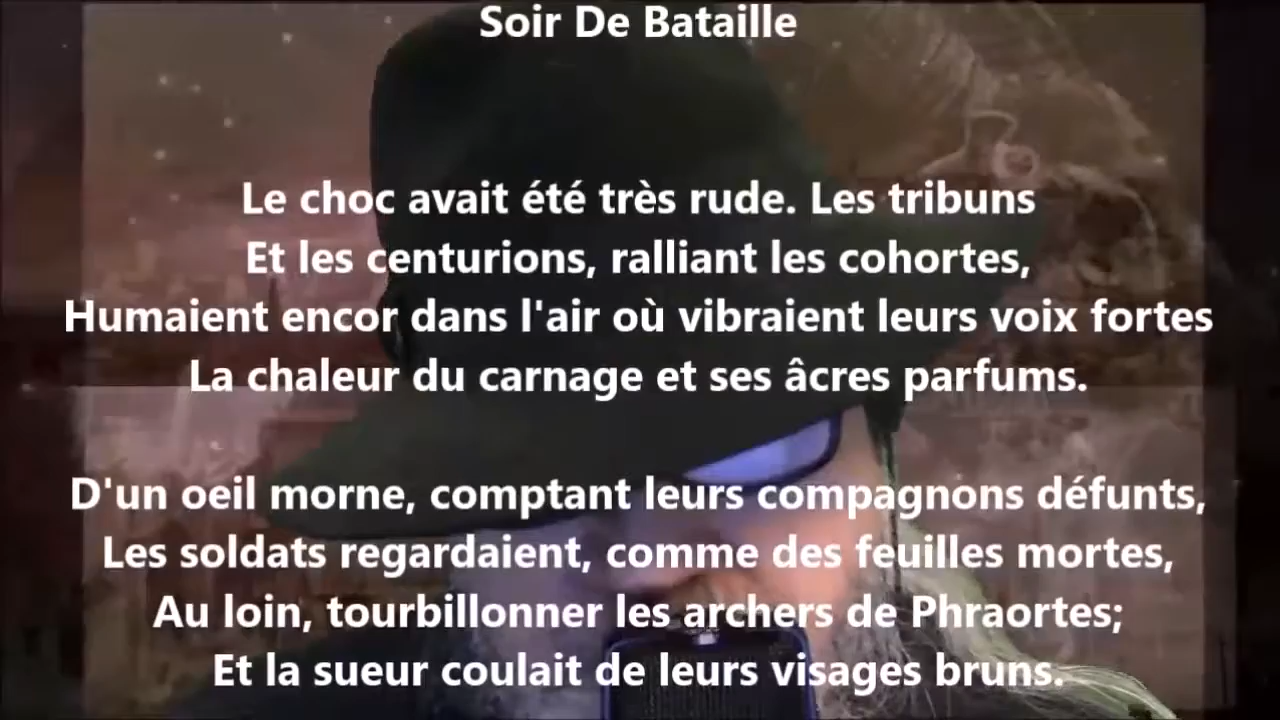 Soir De Bataille
Le choc avait été très rude. Les tribuns
Et les centurions, ralliant les cohortes,
Humaient encor dans l'air où vibraient leurs voix fortes
La chaleur du carnage et ses âcres parfums.
D'un oeil morne, comptant leurs compagnons défunts,
Les soldats regardaient, comme des feuilles mortes,
Au loin, tourbillonner les archers de Phraortes;
Et la sueur coulait de leurs visages bruns.